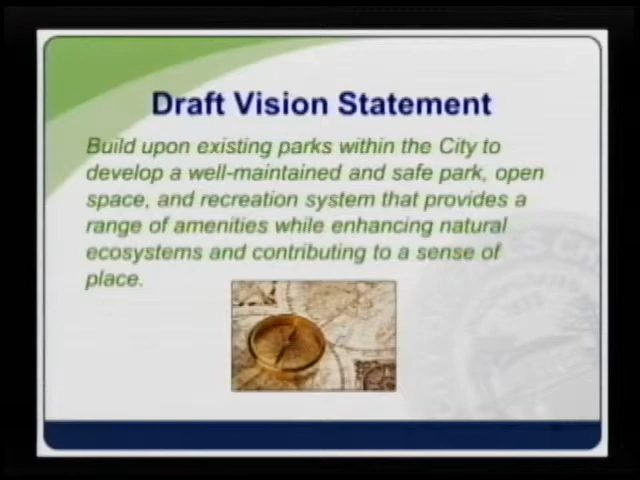 Draft Vision Statement
Build upon existing parks within the City to
develop a well-maintained and safe park, open
space, and recreation system that provides a
range of amenities while enhancing natural
ecosystems and contributing to a sense of
place.